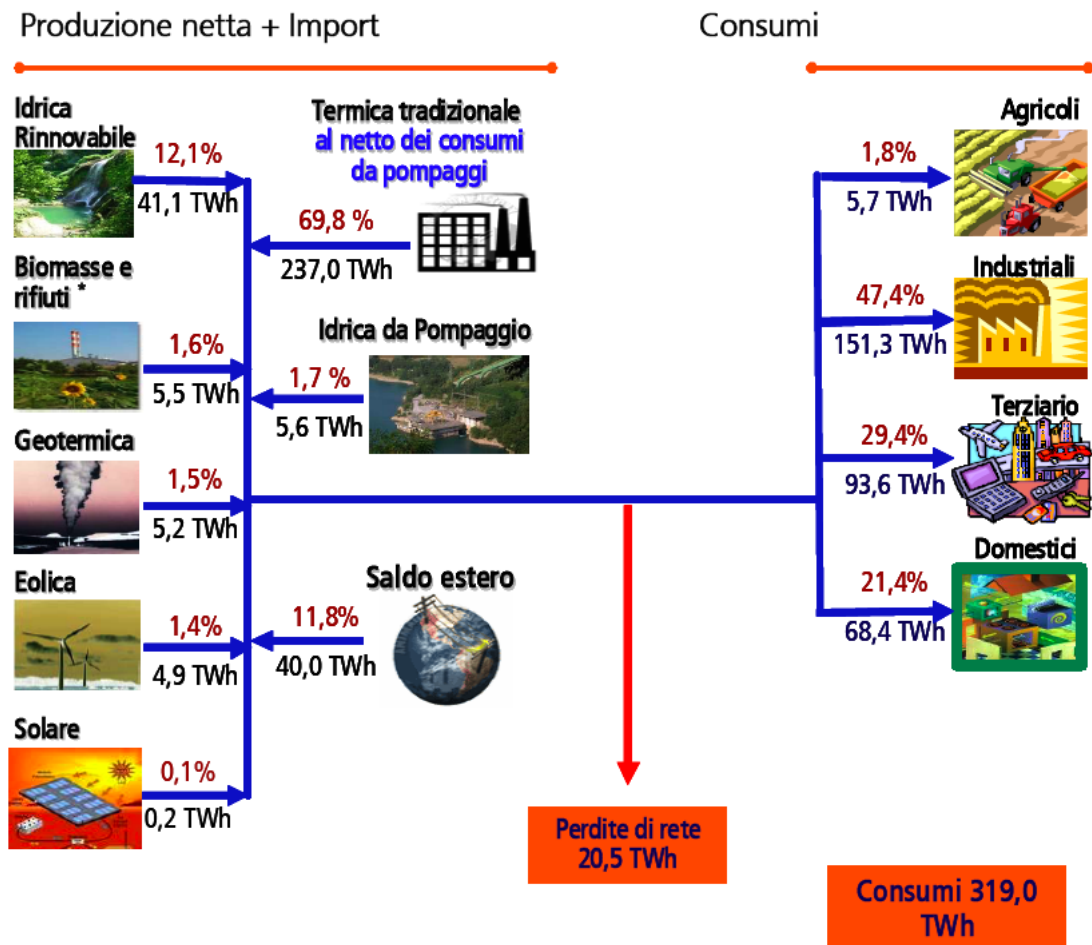 Produzione netta + Import
Consumi
Idrica
Rinnovabile
12,1%
41,1 TWh
Termica tradizionale
al netto dei consumi
da pompaggi
69,8 %
237,0 TWh
Biomasse e
rifiuti *
1,6%
5,5 TWh
Idrica da Pompaggio
1,7 %
5,6 TWh
Geotermica
1,5%
5,2 TWh
Eolica
1,4%
4,9 TWh
Saldo estero
11,8%
40,0 TWh
Solare
0,1%
0,2 TWh
Perdite di rete
20,5 TWh
Agricoli
1,8%
5,7 TWh
Industriali
47,4%
151,3 TWh
Terziario
29,4%
93,6 TWh
Domestici
21,4%
68,4 TWh
Consumi 319,0
TWh